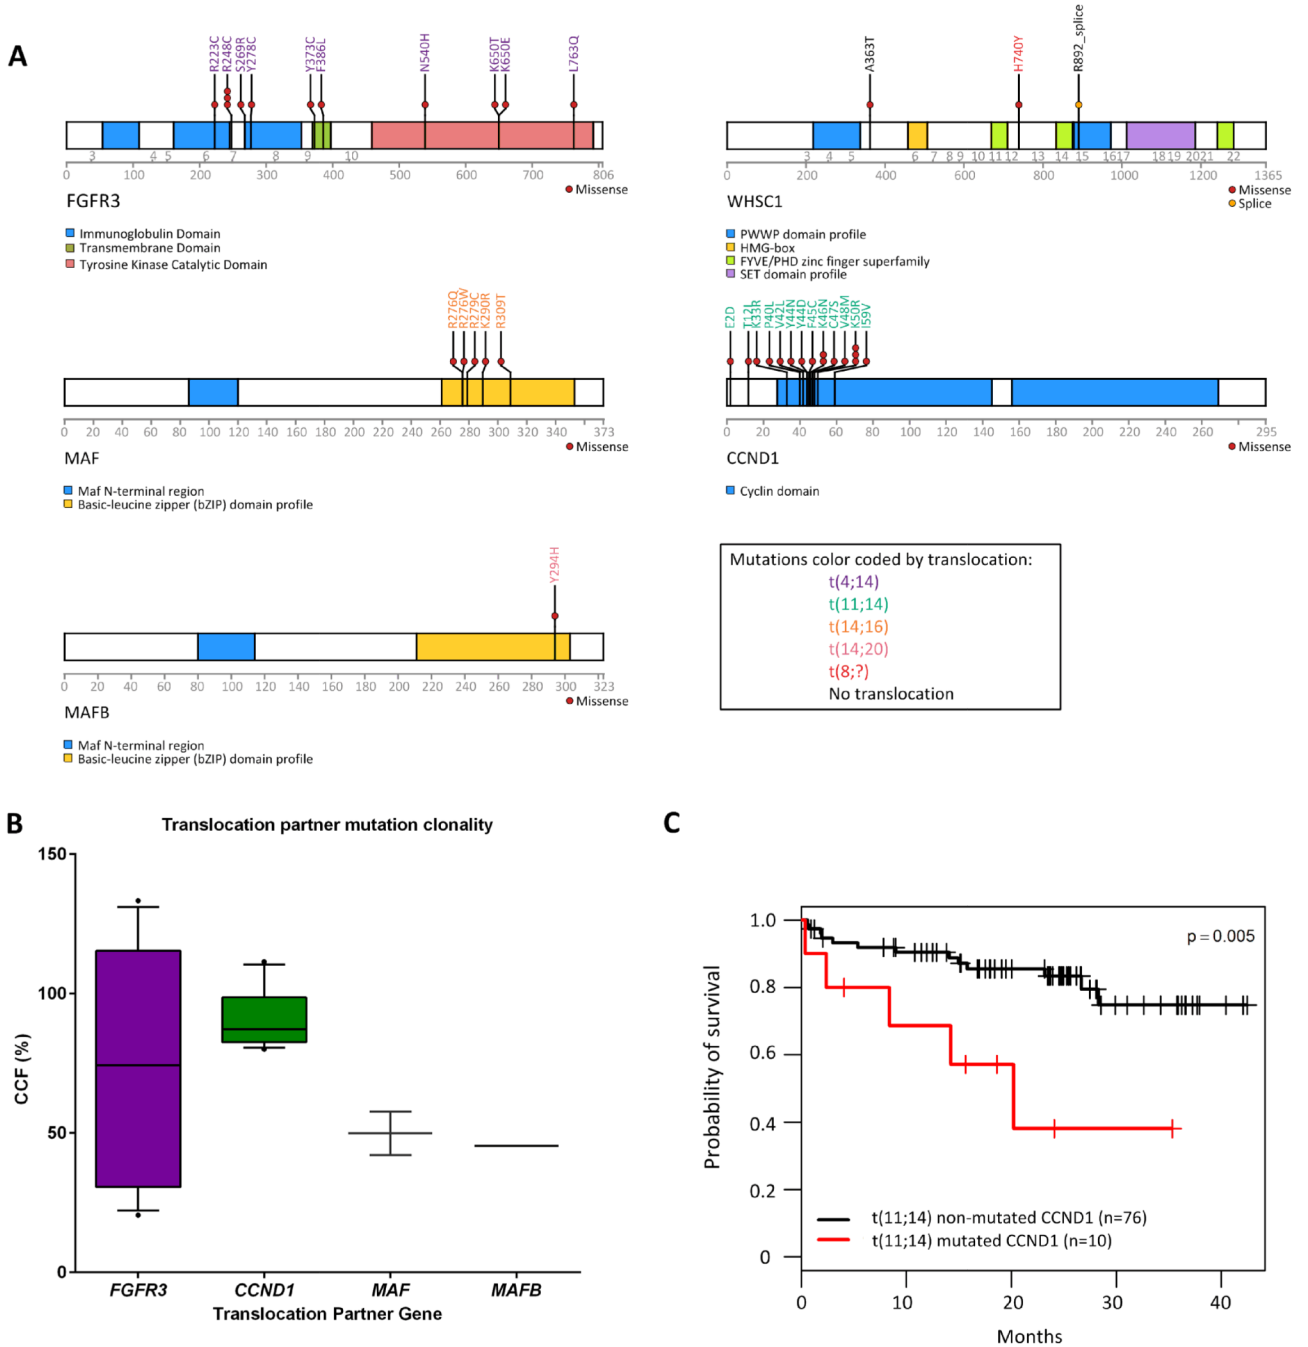 A
R223C
R248C
S269R
Y278C
Y373C
F386L
N540H
K650T
K650E
L763Q
3 4 5 6 7 8 9 10
0 100 200 300 400 500 600 700 806
Missense
FGFR3
Immunoglobulin Domain
Transmembrane Domain
Tyrosine Kinase Catalytic Domain
A363T
H740Y
R892_splice
3 4 5 6 7 8 9 10 11 12 13 14 15 16 17 18 19 20 21 22
0 200 400 600 800 1000 1200 1365
Missense
Splice
WHSC1
PWWP domain profile
HMG-box
FYVE/PHD zinc finger superfamily
SET domain profile
R276Q
R276W
R279C
K290R
R309T
0 20 40 60 80 100 120 140 160 180 200 220 240 260 280 300 320 340 373
Missense
MAF
Maf N-terminal region
Basic-leucine zipper (bZIP) domain profile
E2D
T12L
K33R
P40L
V42L
Y44N
Y44D
F45C
K46N
C47S
V48M
K50R
I59V
0 20 40 60 80 100 120 140 160 180 200 220 240 260 295
Missense
CCND1
Cyclin domain
Y294H
0 20 40 60 80 100 120 140 160 180 200 220 240 260 280 300 323
Missense
MAFB
Maf N-terminal region
Basic-leucine zipper (bZIP) domain profile
Mutations color coded by translocation:
t(4;14)
t(11;14)
t(14;16)
t(14;20)
t(8;?)
No translocation
B
Translocation partner mutation clonality
150
100
50
0
CCF (%)
FGFR3 CCND1 MAF MAFB
Translocation Partner Gene
C
p = 0.005
1.0
0.8
0.6
0.4
0.2
0
Probability of survival
t(11;14) non-mutated CCND1 (n=76)
t(11;14) mutated CCND1 (n=10)
0 10 20 30 40
Months